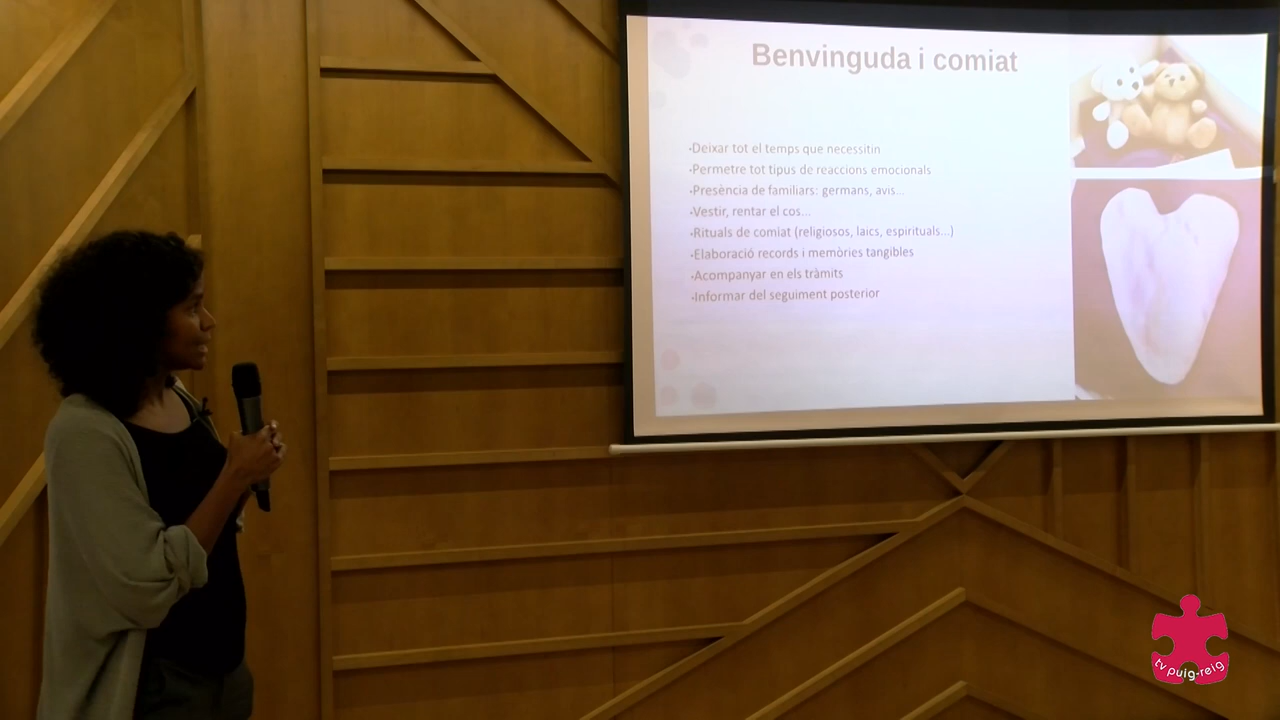 Benvinguda i comiat
•Deixar tot el temps que necessitin
•Permetre tot tipus de reaccions emocionals
•Presència de familiars: germans, avis...
•Vestir, rentar el cos...
•Rituals de comiat (religiosos, laics, espirituals...)
•Elaboració records i memòries tangibles
•Acompanyar en els tràmits
•Informar del seguiment posterior
tv puig-reig